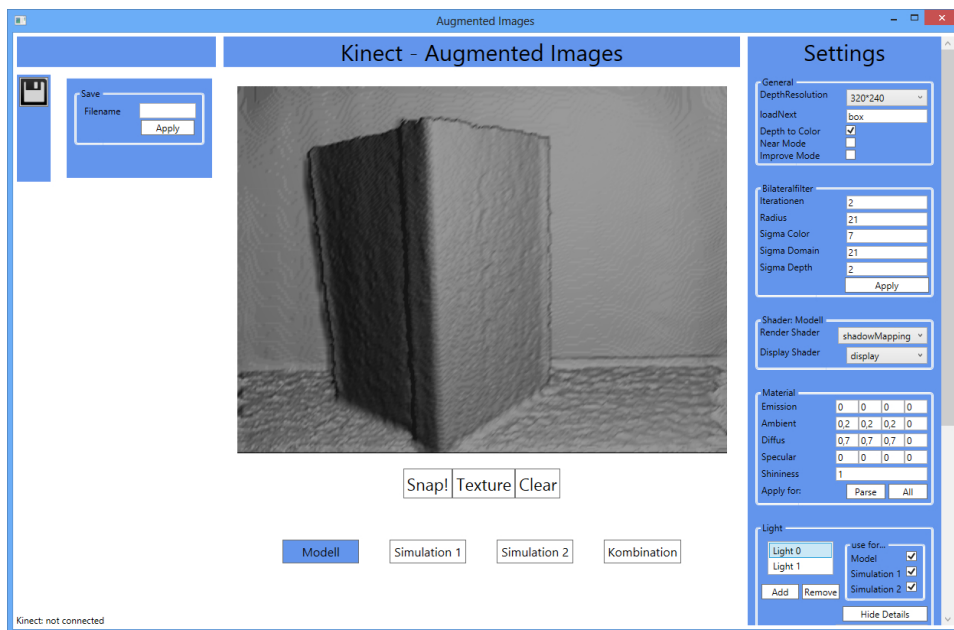 Augmented Images
Kinect - Augmented Images
Save
Filename
Apply
Snap! Texture Clear
Modell Simulation 1 Simulation 2 Kombination
Kinect: not connected
Settings
General
DepthResolution 320*240
loadNext box
Depth to Color
Near Mode
Improve Mode
Bilateralfilter
Iterationen 2
Radius 21
Sigma Color 7
Sigma Domain 21
Sigma Depth 2
Apply
Shader: Modell
Render Shader shadowMapping
Display Shader display
Material
Emission 0 0 0 0
Ambient 0,2 0,2 0,2 0
Diffus 0,7 0,7 0,7 0
Specular 0 0 0 0
Shininess 1
Apply for: Parse All
Light
Light 0
Light 1
Add Remove
use for...
Model
Simulation 1
Simulation 2
Hide Details